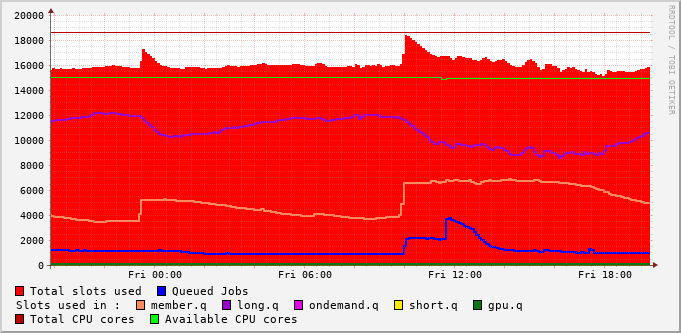 20000
18000
16000
14000
12000
10000
8000
6000
4000
2000
0
Fri 00:00 Fri 06:00 Fri 12:00 Fri 18:00
RRDTOOL / TOBI OETIKER
Total slots used Queued Jobs
Slots used in : member.q long.q ondemand.q short.q gpu.q
Total CPU cores Available CPU cores